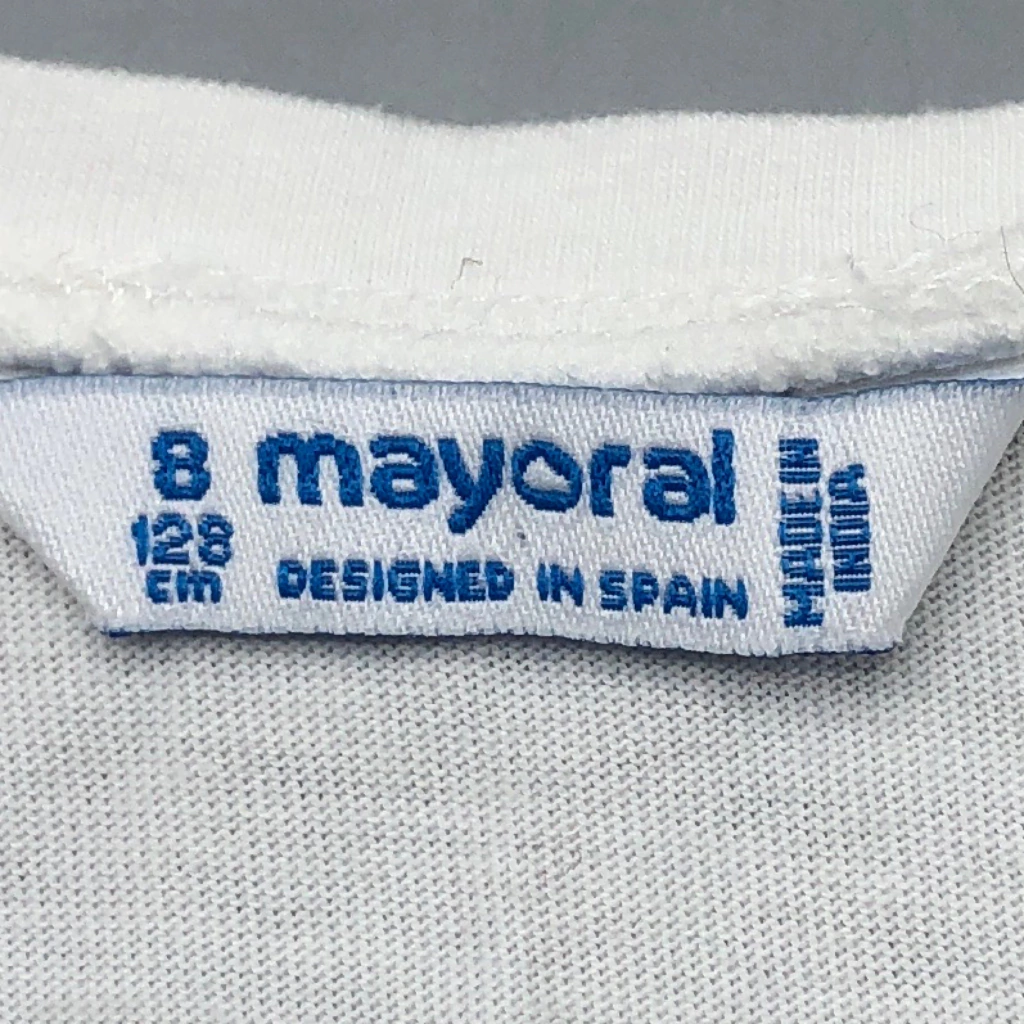 8
128
cm
mayoral
DESIGNED IN SPAIN
MADE IN
INDIA